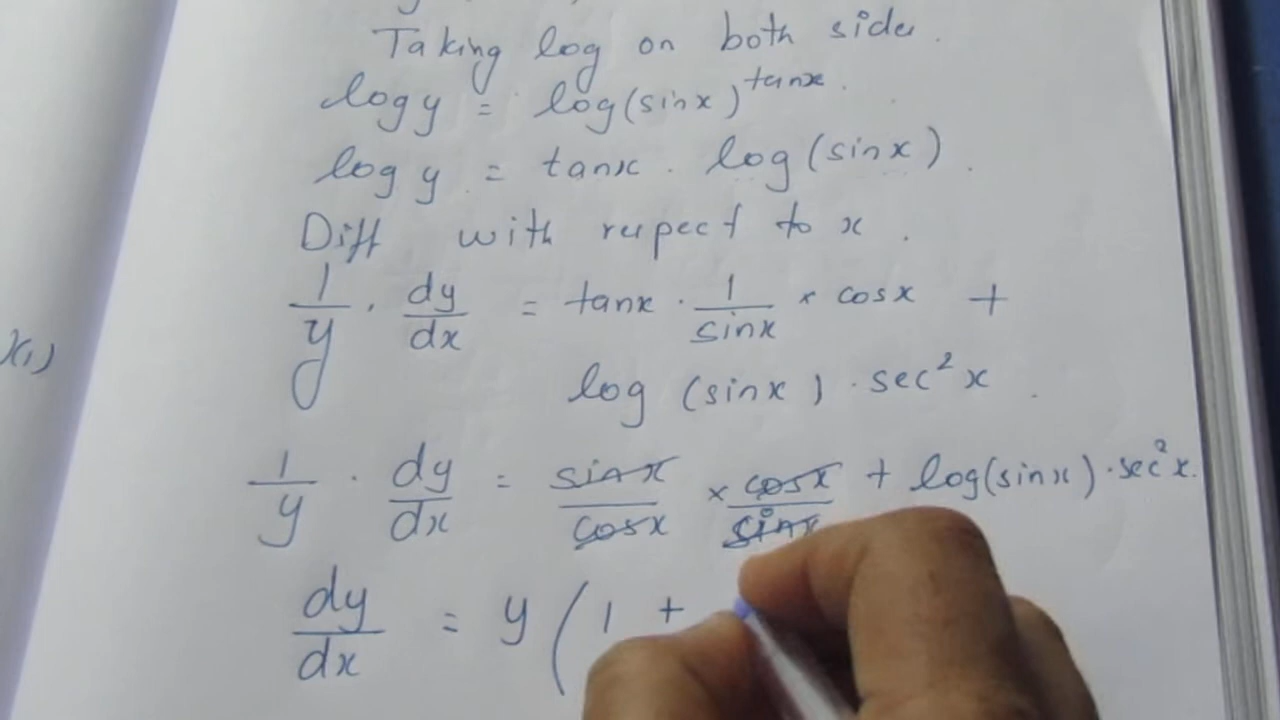 Taking log on both side.
log y = log(sinx)^tanx.
log y = tanx . log(sinx).
Diff with respect to x.
1/y . dy/dx = tanx . 1/sinx × cosx +
log (sinx) . sec²x.
1/y . dy/dx = sinx/cosx × cosx/sinx + log(sinx).sec²x.
dy/dx = y ( 1 +